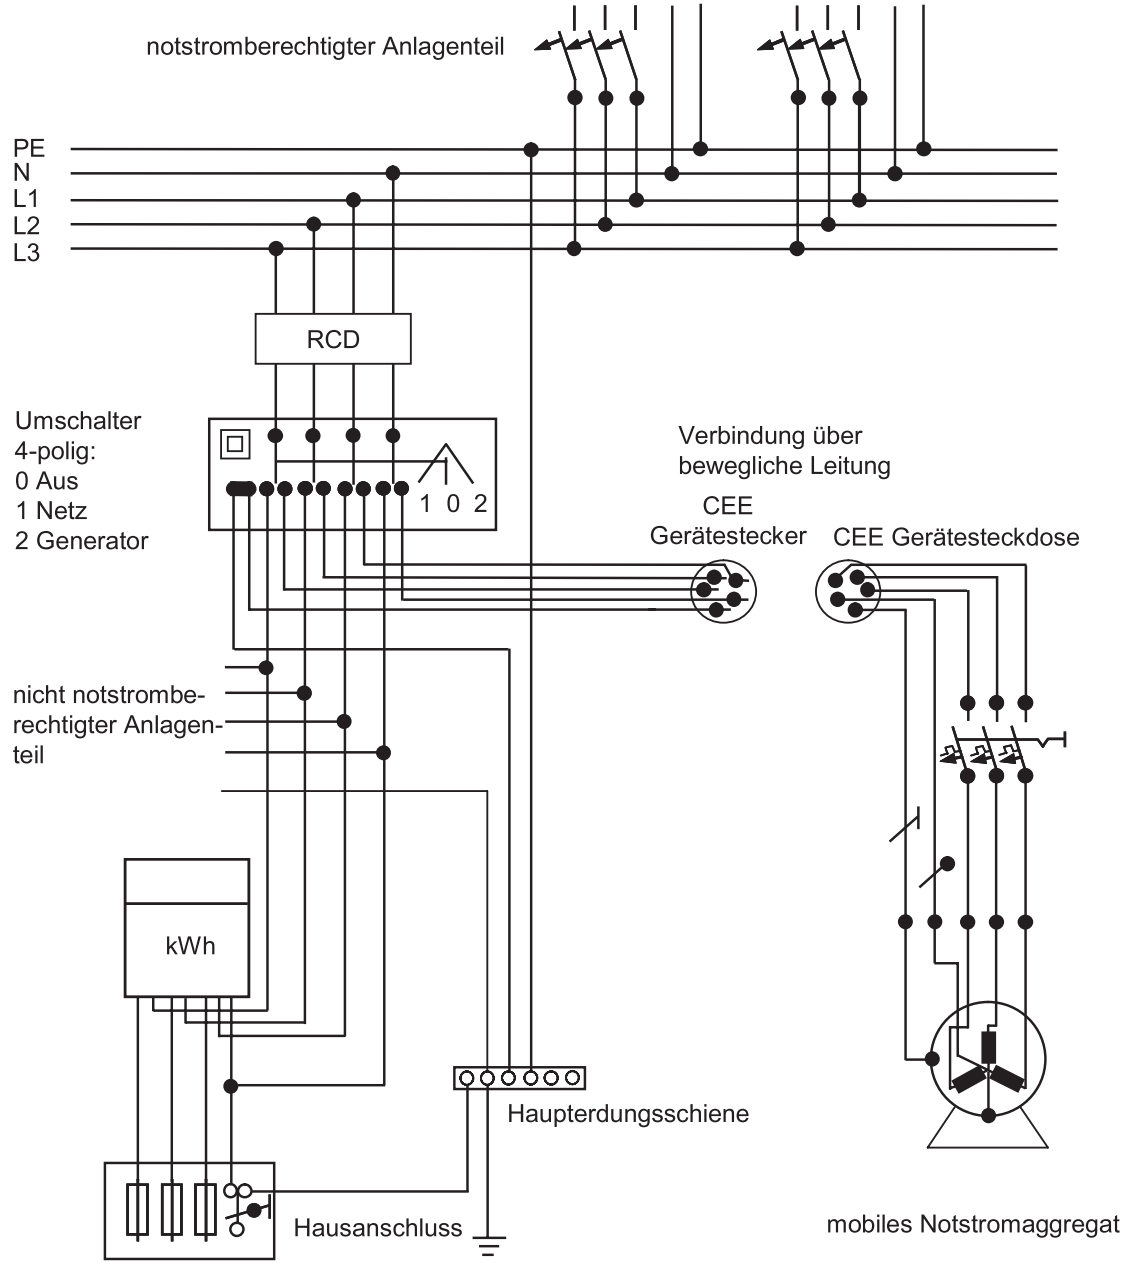 notstromberechtigter Anlagenteil
PE
N
L1
L2
L3
RCD
Umschalter
4-polig:
0 Aus
1 Netz
2 Generator
1 0 2
Verbindung über
bewegliche Leitung
CEE
Gerätestecker
CEE Gerätesteckdose
nicht notstrombe-
rechtigter Anlagen-
teil
kWh
Haupterdungsschiene
Hausanschluss
mobiles Notstromaggregat